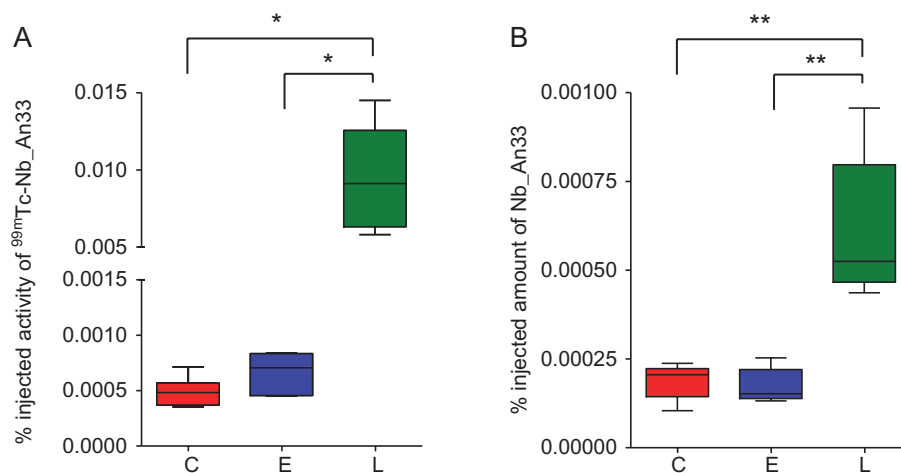 A
*
*
% injected activity of 99mTc-Nb_An33
0.015
0.010
0.005
0.0015
0.0010
0.0005
0.0000
C E L
B
**
**
% injected amount of Nb_An33
0.00100
0.00075
0.00050
0.00025
0.00000
C E L